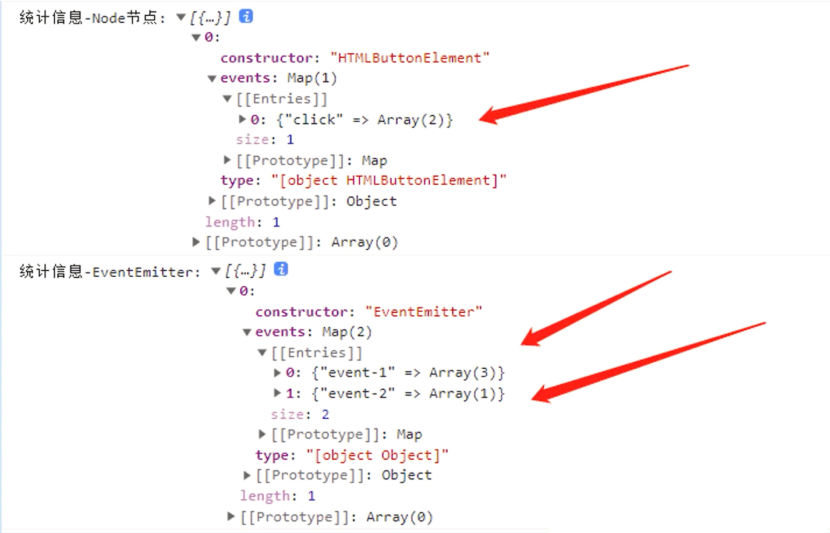 统计信息-Node节点: ▼[{…}] i
▼0:
constructor: "HTMLButtonElement"
▼events: Map(1)
▼[[Entries]]
▶0: {"click" => Array(2)}
size: 1
▶[[Prototype]]: Map
type: "[object HTMLButtonElement]"
▶[[Prototype]]: Object
length: 1
▶[[Prototype]]: Array(0)
统计信息-EventEmitter: ▼[{…}] i
▼0:
constructor: "EventEmitter"
▼events: Map(2)
▼[[Entries]]
▶0: {"event-1" => Array(3)}
▶1: {"event-2" => Array(1)}
size: 2
▶[[Prototype]]: Map
type: "[object Object]"
▶[[Prototype]]: Object
length: 1
▶[[Prototype]]: Array(0)